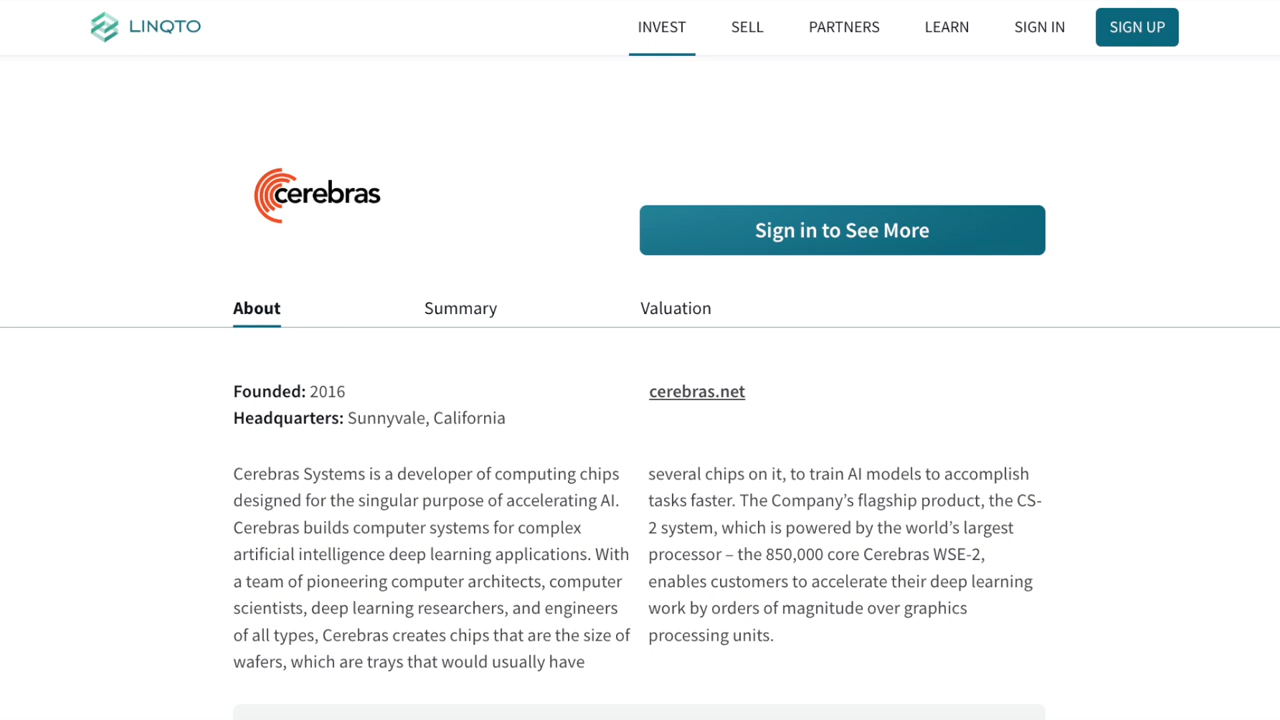 LINQTO
INVEST
SELL
PARTNERS
LEARN
SIGN IN
SIGN UP
cerebras
Sign in to See More
About
Summary
Valuation
Founded: 2016
Headquarters: Sunnyvale, California
cerebras.net
Cerebras Systems is a developer of computing chips
designed for the singular purpose of accelerating AI.
Cerebras builds computer systems for complex
artificial intelligence deep learning applications. With
a team of pioneering computer architects, computer
scientists, deep learning researchers, and engineers
of all types, Cerebras creates chips that are the size of
wafers, which are trays that would usually have
several chips on it, to train AI models to accomplish
tasks faster. The Company’s flagship product, the CS-
2 system, which is powered by the world’s largest
processor – the 850,000 core Cerebras WSE-2,
enables customers to accelerate their deep learning
work by orders of magnitude over graphics
processing units.